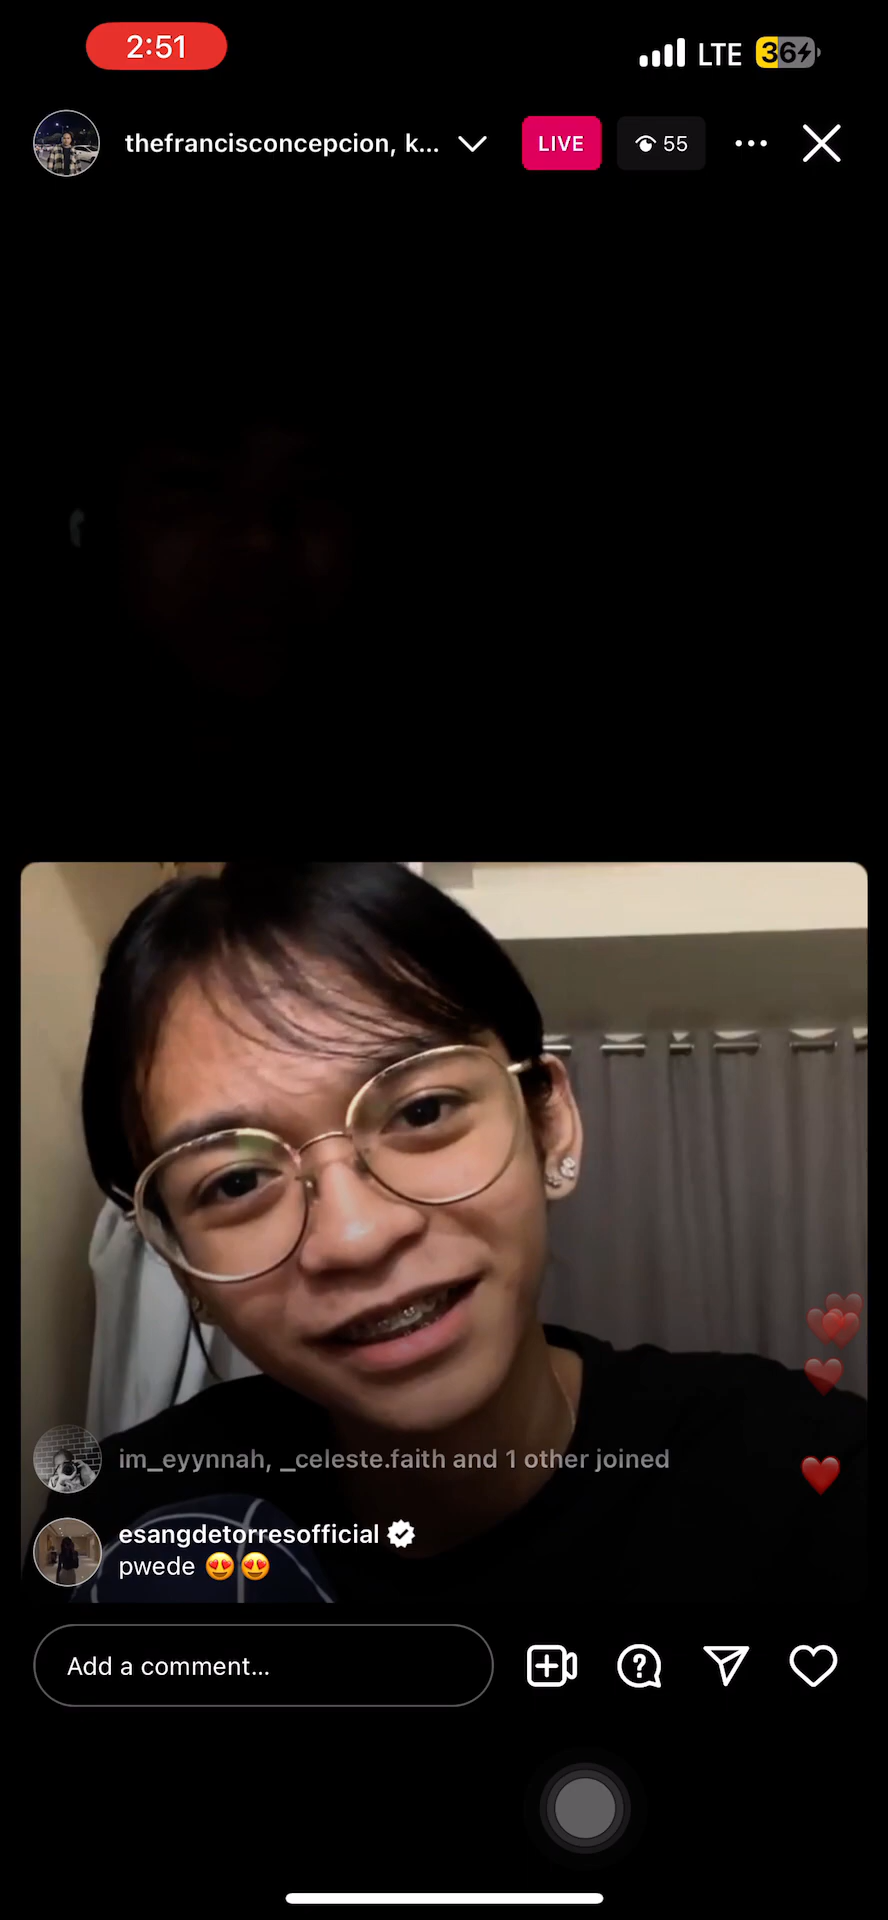 2:51
LTE
36
thefrancisconcepcion, k...
LIVE
55
im_eyynnah, _celeste.faith and 1 other joined
esangdetorresofficial
pwede 😍😍
Add a comment...